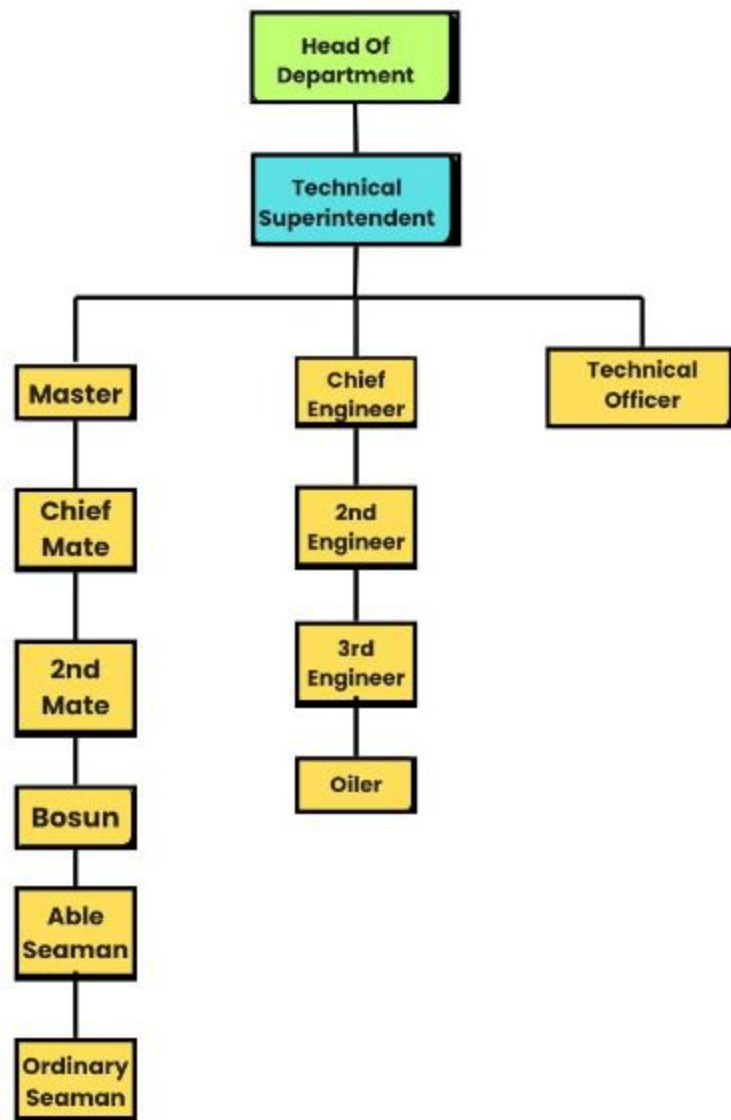 Head Of
Department
Technical
Superintendent
Master
Chief
Mate
2nd
Mate
Bosun
Able
Seaman
Ordinary
Seaman
Chief
Engineer
2nd
Engineer
3rd
Engineer
Oiler
Technical
Officer